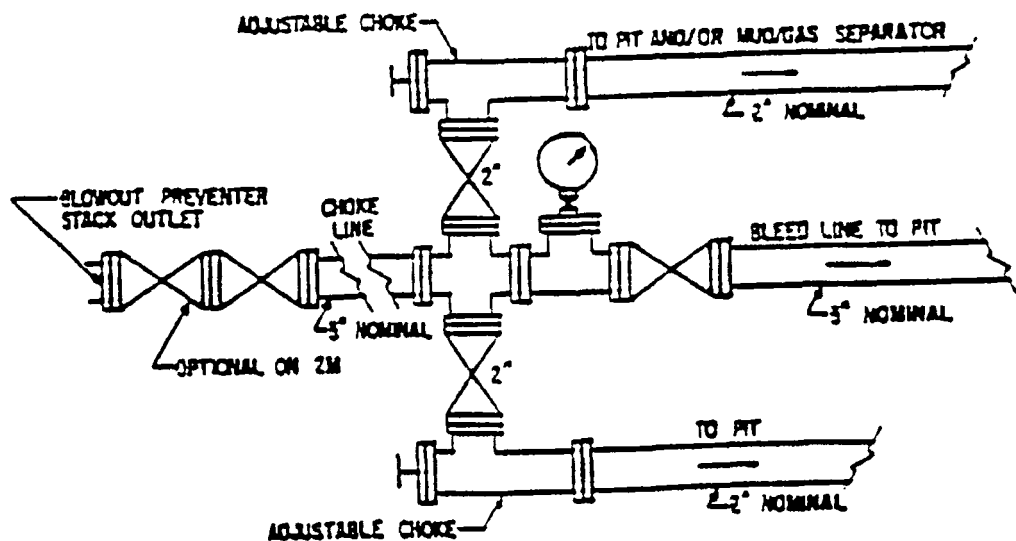 ADJUSTABLE CHOKE
TO PIT AND/OR MUD/GAS SEPARATOR
2" NOMINAL
2"
BLOWOUT PREVENTER
STACK OUTLET
CHOKE
LINE
BLEED LINE TO PIT
3" NOMINAL
3" NOMINAL
OPTIONAL ON 2M
2"
TO PIT
2" NOMINAL
ADJUSTABLE CHOKE